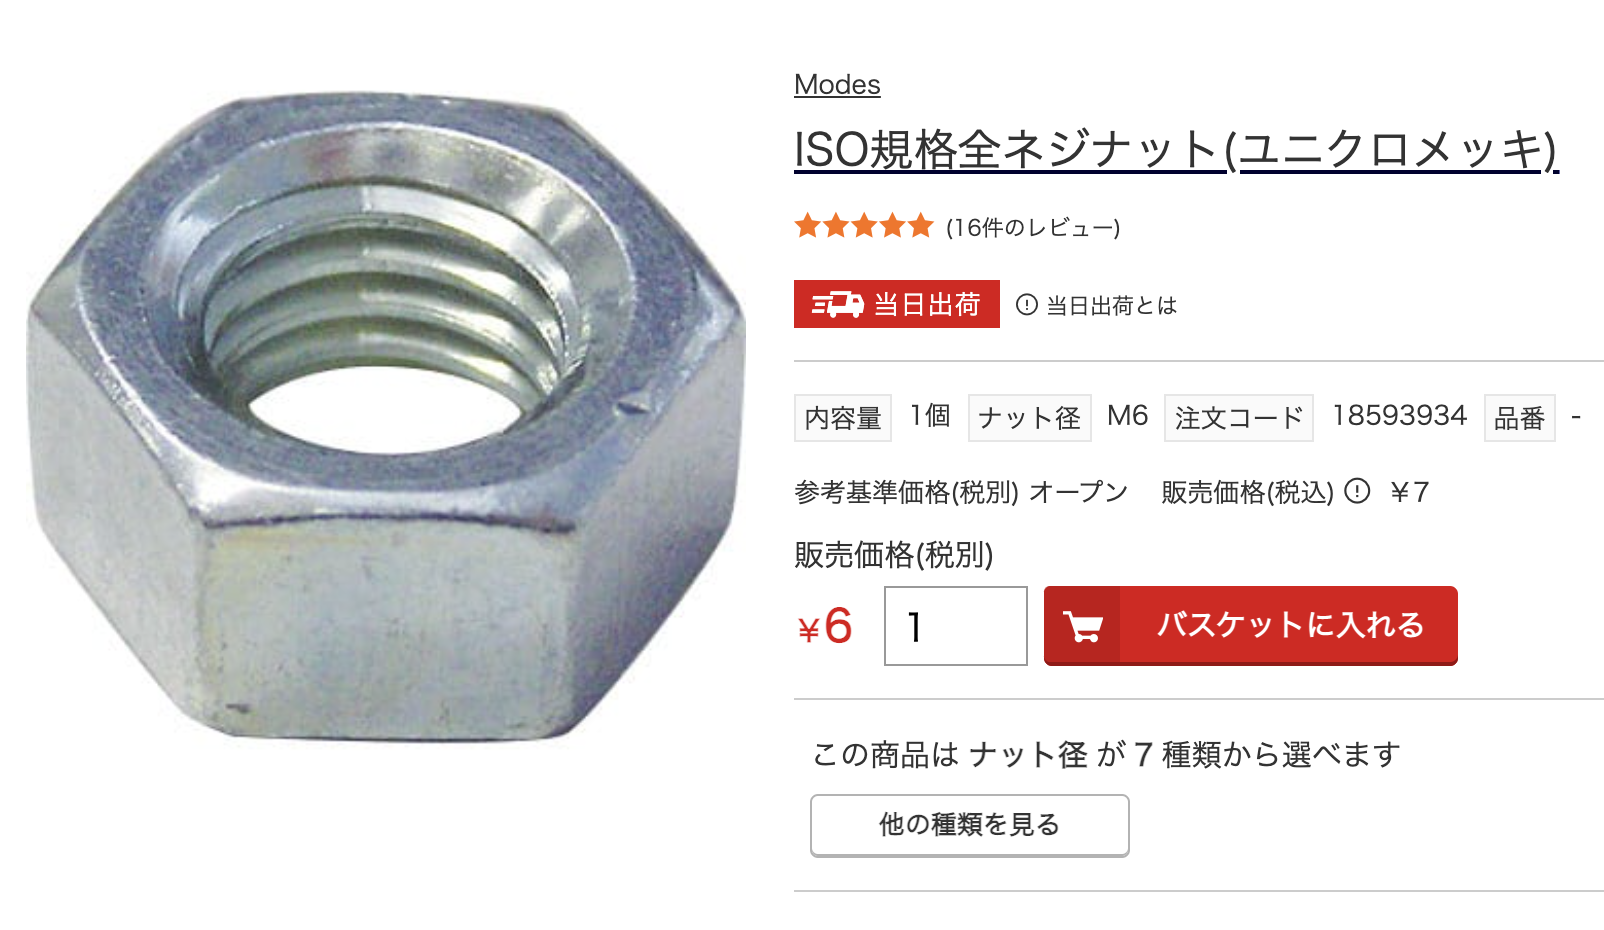 Modes
ISO規格全ネジナット(ユニクロメッキ)
(16件のレビュー)
当日出荷 当日出荷とは
内容量 1個 ナット径 M6 注文コード 18593934 品番 -
参考基準価格(税別) オープン 販売価格(税込) ¥7
販売価格(税別)
¥6 1 バスケットに入れる
この商品は ナット径 が 7 種類から選べます
他の種類を見る